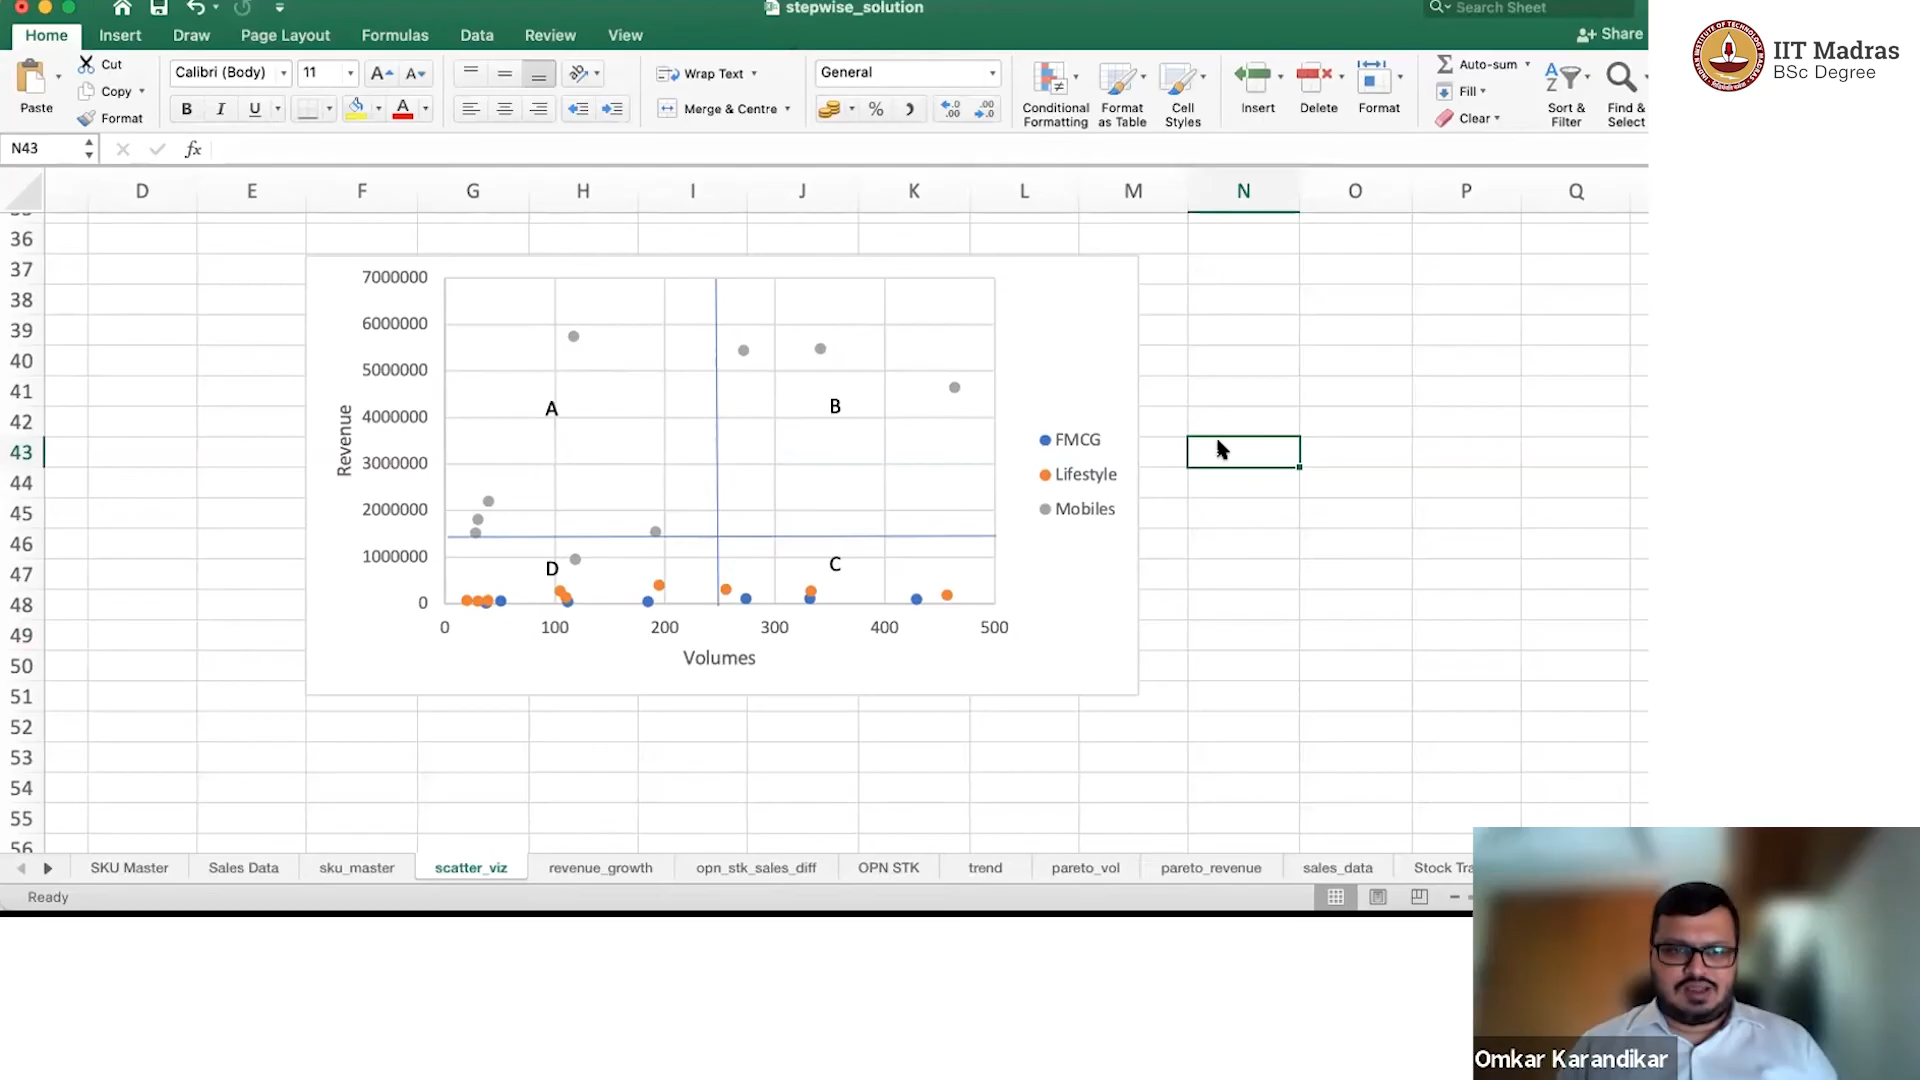 stepwise_solution
Search Sheet
Home Insert Draw Page Layout Formulas Data Review View
Share
IIT Madras
BSc Degree
Paste
Cut
Copy
Format
Calibri (Body) 11
A A
B I U A
Wrap Text
Merge & Centre
General
%
Conditional Formatting
Format as Table
Cell Styles
Insert
Delete
Format
Auto-sum
Fill
Clear
Sort & Filter
Find & Select
N43 fx
D E F G H I J K L M N O P Q
36
37
38
39
40
41
42
43
44
45
46
47
48
49
50
51
52
53
54
55
56
7000000
6000000
5000000
4000000
3000000
2000000
1000000
0
Revenue
A B
D C
0 100 200 300 400 500
Volumes
FMCG
Lifestyle
Mobiles
SKU Master Sales Data sku_master scatter_viz revenue_growth opn_stk_sales_diff OPN STK trend pareto_vol pareto_revenue sales_data Stock Tra
Ready
Omkar Karandikar